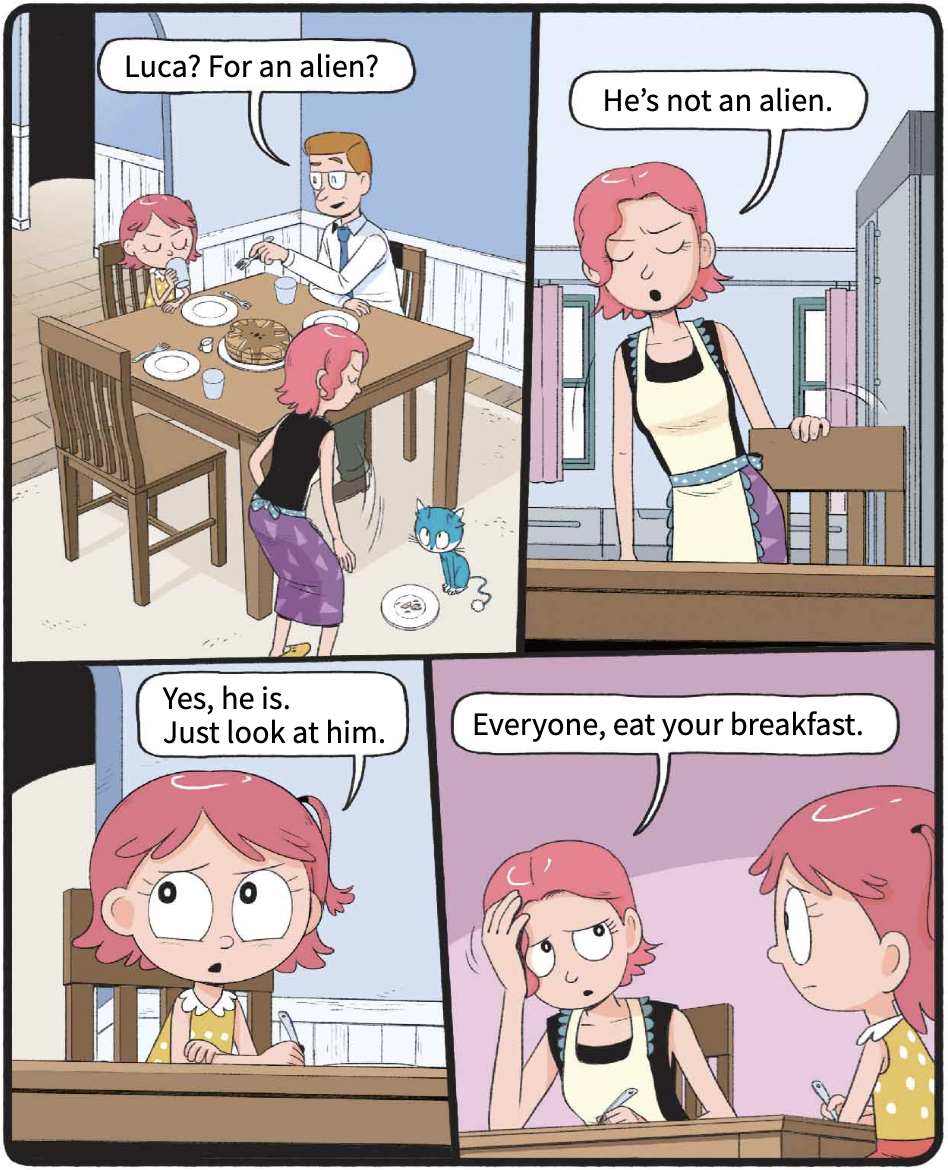 Luca? For an alien?
He’s not an alien.
Yes, he is.
Just look at him.
Everyone, eat your breakfast.